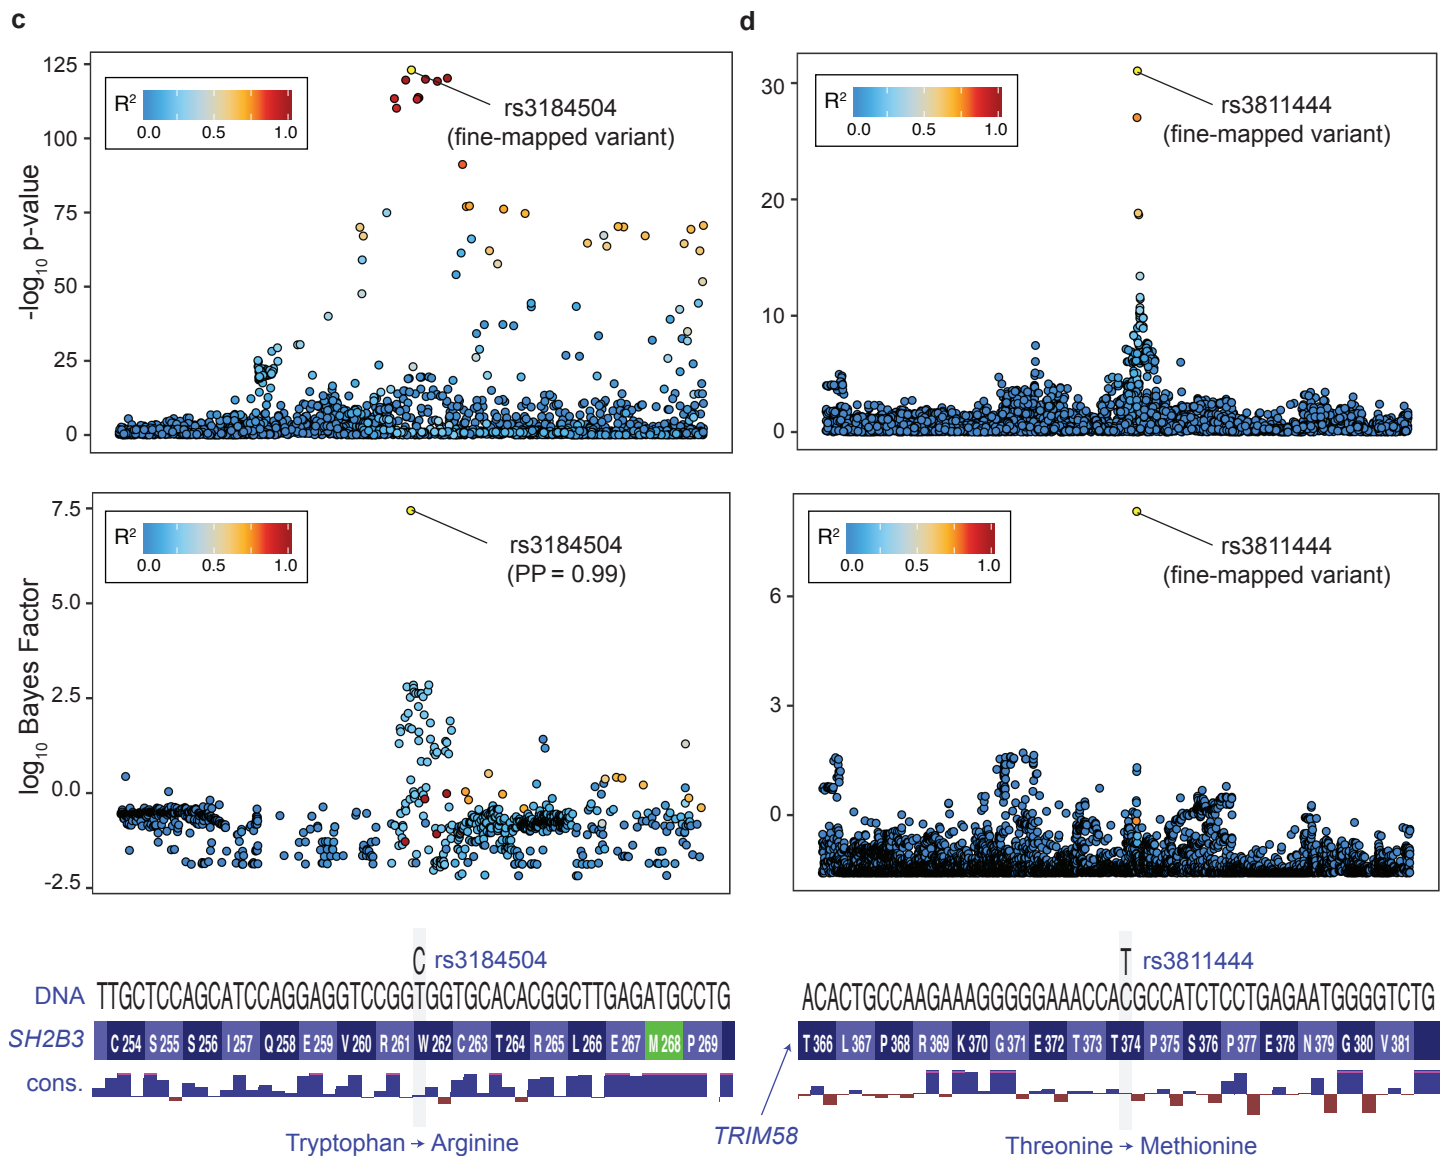 c
125
100
75
50
25
0
-log10 p-value
R2
0.0 0.5 1.0
rs3184504
(fine-mapped variant)
d
30
20
10
0
R2
0.0 0.5 1.0
rs3811444
(fine-mapped variant)
7.5
5.0
2.5
0.0
-2.5
log10 Bayes Factor
R2
0.0 0.5 1.0
rs3184504
(PP = 0.99)
6
3
0
R2
0.0 0.5 1.0
rs3811444
(fine-mapped variant)
C rs3184504
DNA TTGCTCCAGCATCCAGGAGGTCCGGTGGTGCACACGGCTTGAGATGCCTG
SH2B3 C 254 S 255 S 256 I 257 Q 258 E 259 V 260 R 261 W 262 C 263 T 264 R 265 L 266 E 267 M 268 P 269
cons.
Tryptophan → Arginine
T rs3811444
ACACTGCCAAGAAAGGGGGAAACCACGCCATCTCCTGAGAATGGGGTCTG
T 366 L 367 P 368 R 369 K 370 G 371 E 372 T 373 T 374 P 375 S 376 P 377 E 378 N 379 G 380 V 381
TRIM58
Threonine → Methionine